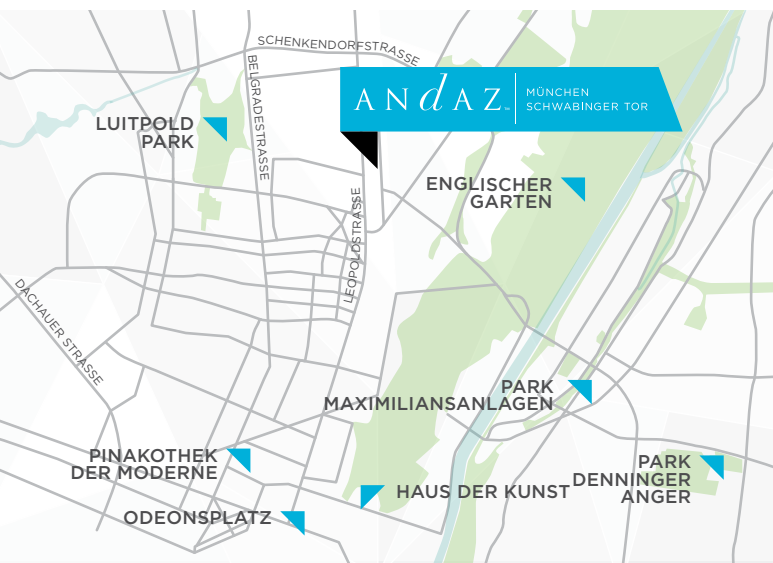 SCHENKENDORFSTRASSE
BELGRADESTRASSE
ANdAZ™
MÜNCHEN
SCHWABINGER TOR
LUITPOLD
PARK
ENGLISCHER
GARTEN
LEOPOLDSTRASSE
DACHAUER STRASSE
PARK
MAXIMILIANSANLAGEN
PINAKOTHEK
DER MODERNE
PARK
DENNINGER
ANGER
HAUS DER KUNST
ODEONSPLATZ